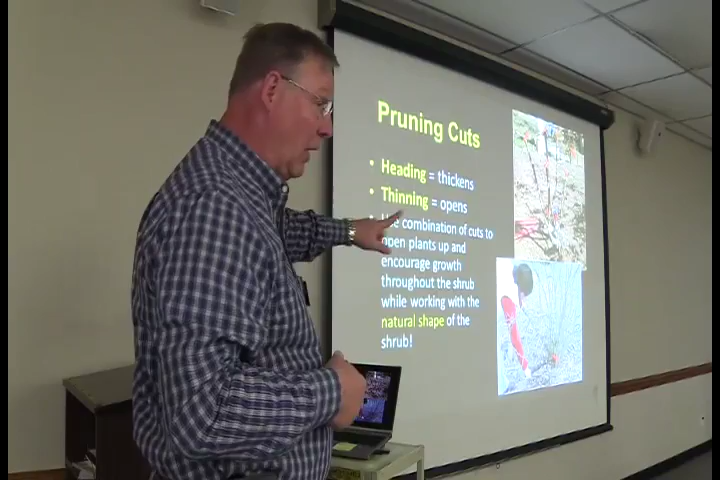 Pruning Cuts
• Heading = thickens
• Thinning = opens
• combination of cuts to
open plants up and
encourage growth
throughout the shrub
while working with the
natural shape of the
shrub!